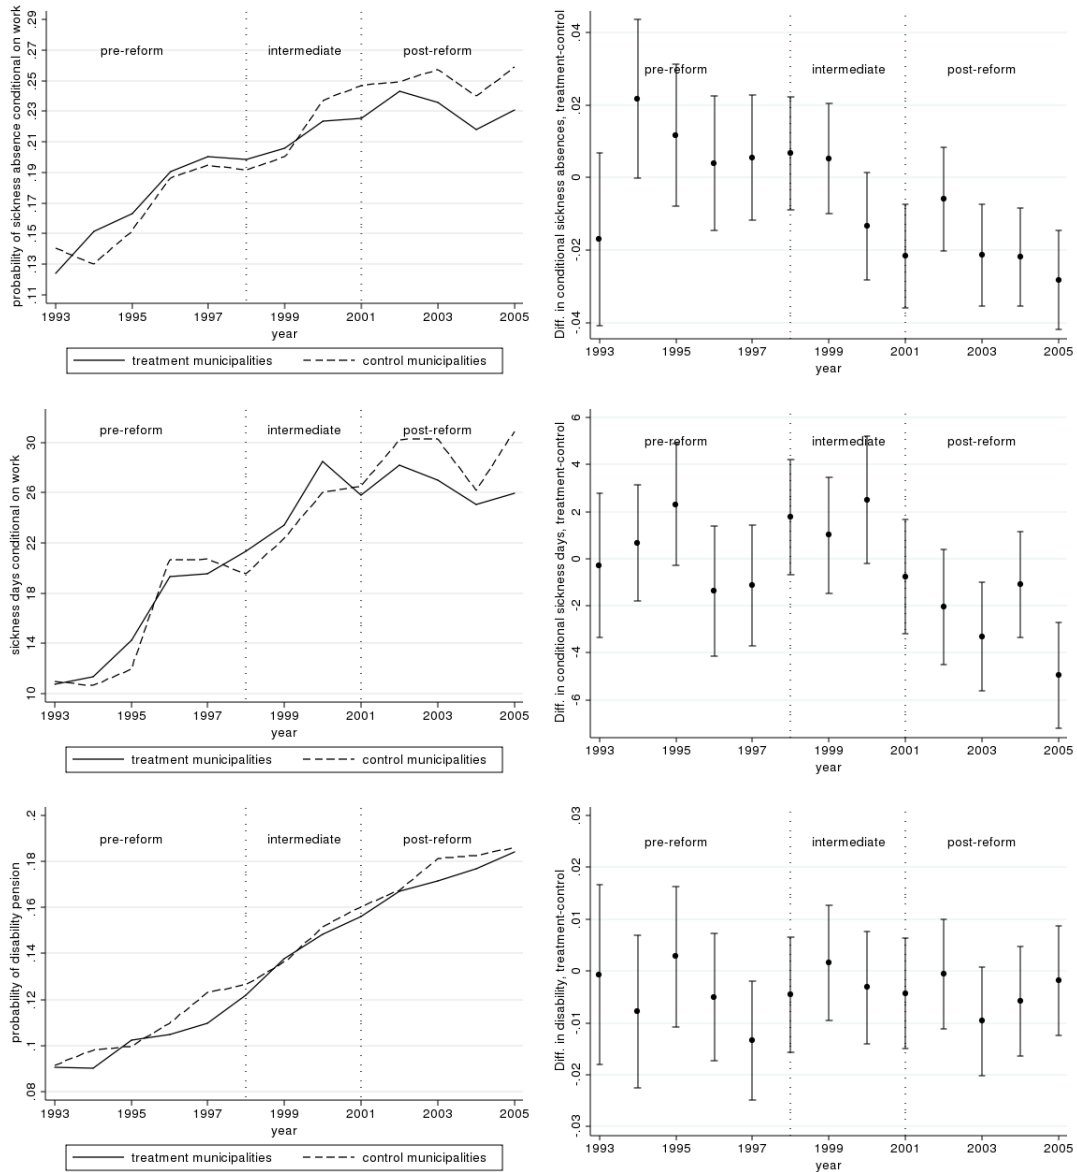 probability of sickness absence conditional on work
.11 .13 .15 .17 .19 .21 .23 .25 .27 .29
pre-reform intermediate post-reform
1993 1995 1997 1999 2001 2003 2005
year
treatment municipalities control municipalities
Diff. in conditional sickness absences, treatment-control
-.04 -.02 0 .02 .04
pre-reform intermediate post-reform
1993 1995 1997 1999 2001 2003 2005
year
sickness days conditional on work
10 14 18 22 26 30
pre-reform intermediate post-reform
1993 1995 1997 1999 2001 2003 2005
year
treatment municipalities control municipalities
Diff. in conditional sickness days, treatment-control
-6 -4 -2 0 2 4 6
pre-reform intermediate post-reform
1993 1995 1997 1999 2001 2003 2005
year
probability of disability pension
.08 .1 .12 .14 .16 .18 .2
pre-reform intermediate post-reform
1993 1995 1997 1999 2001 2003 2005
year
treatment municipalities control municipalities
Diff. in disability, treatment-control
-.03 -.02 -.01 0 .01 .02 .03
pre-reform intermediate post-reform
1993 1995 1997 1999 2001 2003 2005
year